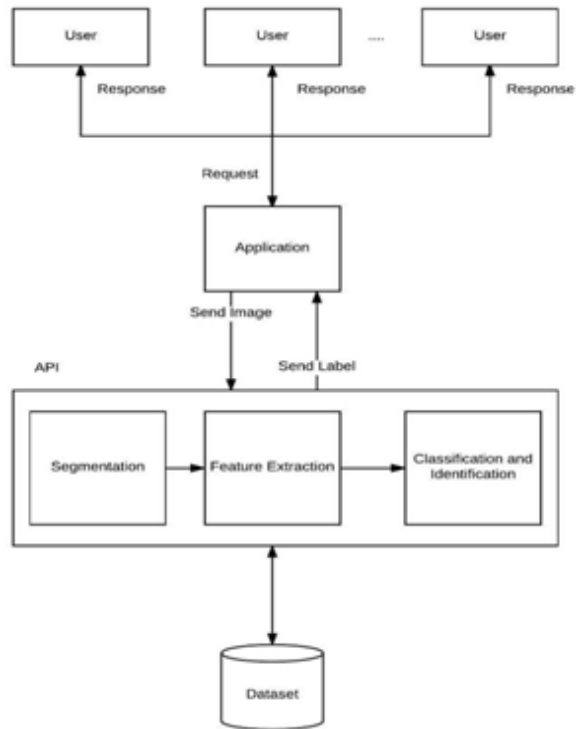 User
User
....
User
Response
Response
Response
Request
Application
Send Image
API
Send Label
Segmentation
Feature Extraction
Classification and
Identification
Dataset